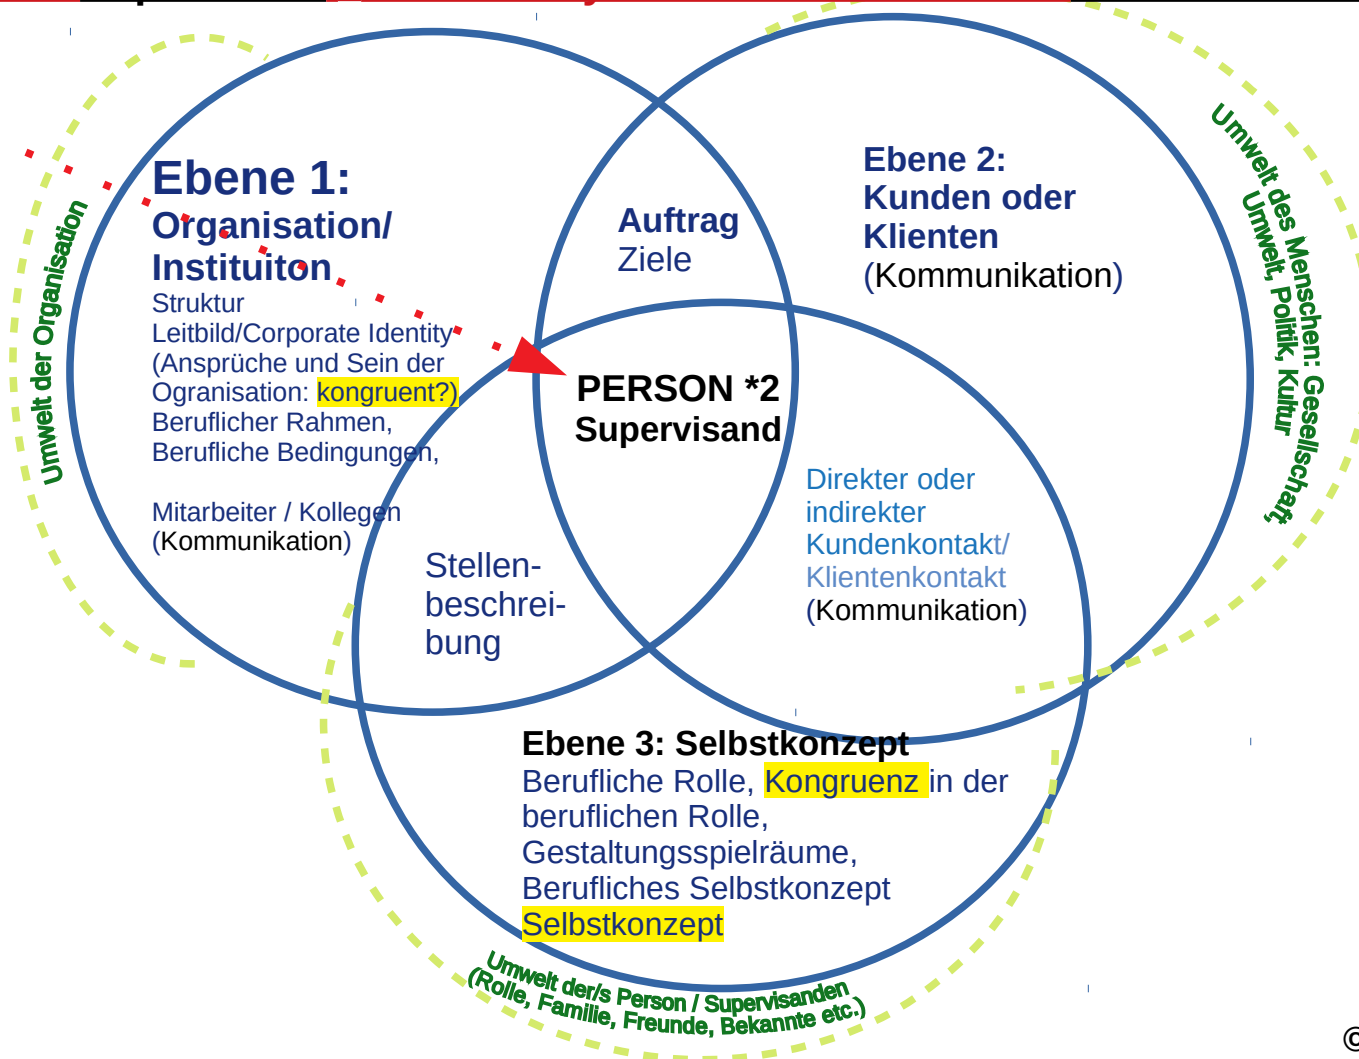 Ebene 1:
Organisation/
Instituiton
Struktur
Leitbild/Corporate Identity
(Ansprüche und Sein der
Ogranisation: kongruent?)
Beruflicher Rahmen,
Berufliche Bedingungen,
Mitarbeiter / Kollegen
(Kommunikation)
Umwelt der Organisation
Auftrag
Ziele
Ebene 2:
Kunden oder
Klienten
(Kommunikation)
Umwelt des Menschen: Gesellschaft,
Umwelt, Politik, Kultur
PERSON *2
Supervisand
Stellen-
beschrei-
bung
Direkter oder
indirekter
Kundenkontakt/
Klientenkontakt
(Kommunikation)
Ebene 3: Selbstkonzept
Berufliche Rolle, Kongruenz in der
beruflichen Rolle,
Gestaltungsspielräume,
Berufliches Selbstkonzept
Selbstkonzept
Umwelt der/s Person / Supervisanden
(Rolle, Familie, Freunde, Bekannte etc.)
©